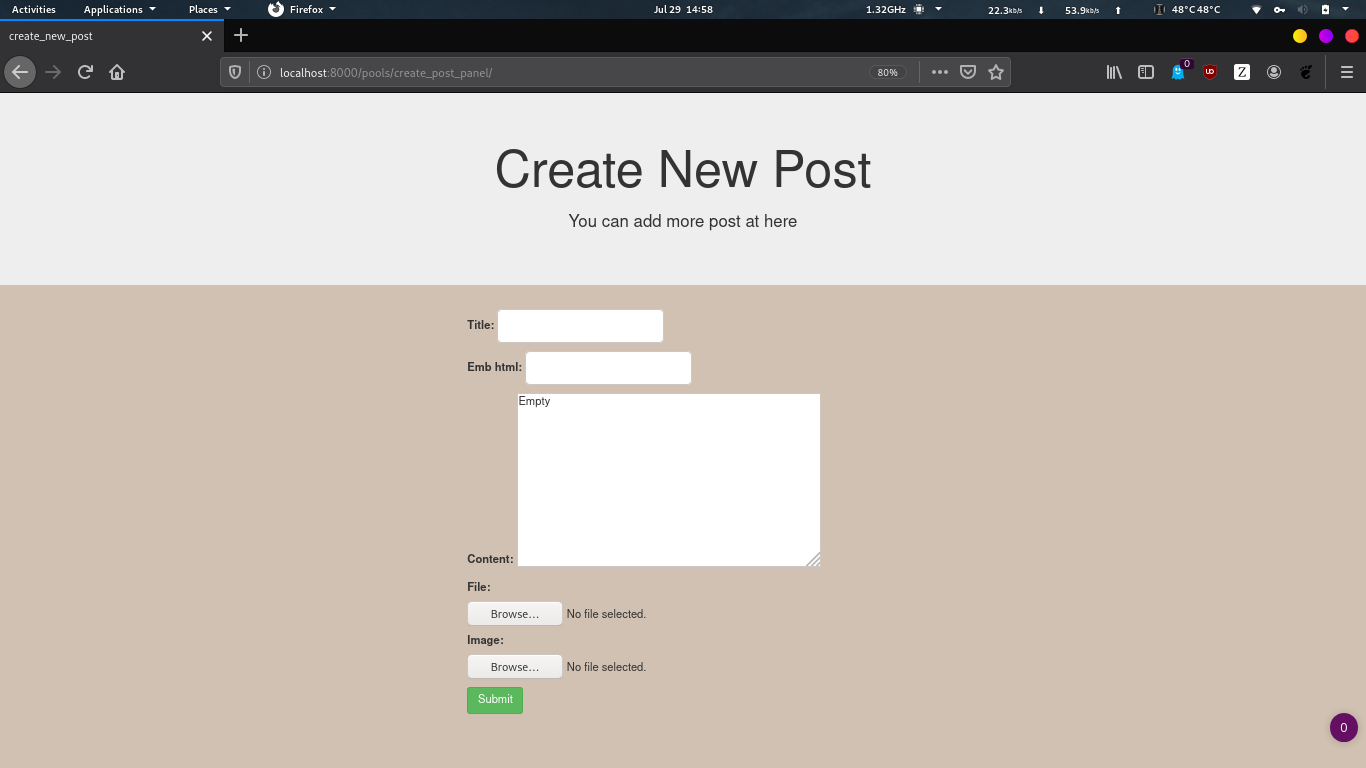 Activities Applications Places Firefox Jul 29 14:58 1.32GHz 22.3kb/s 53.9kb/s 48°C 48°C
create_new_post
localhost:8000/pools/create_post_panel/ 80% 0 UO Z
Create New Post
You can add more post at here
Title:
Emb html:
Empty
Content:
File:
Browse... No file selected.
Image:
Browse... No file selected.
Submit
0